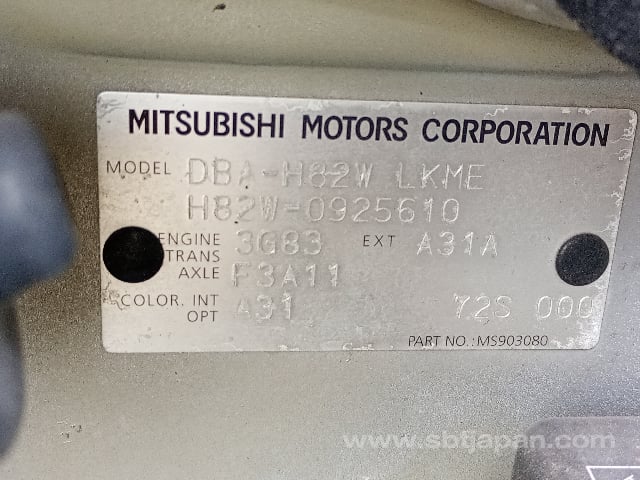 MITSUBISHI MOTORS CORPORATION
MODEL DBA-H82W LKME
H82W-0925610
ENGINE 3G83 EXT A31A
TRANS
AXLE F3A11
COLOR. INT A31 72S 000
OPT
PART NO.:MS903080
www.sbtjapan.com